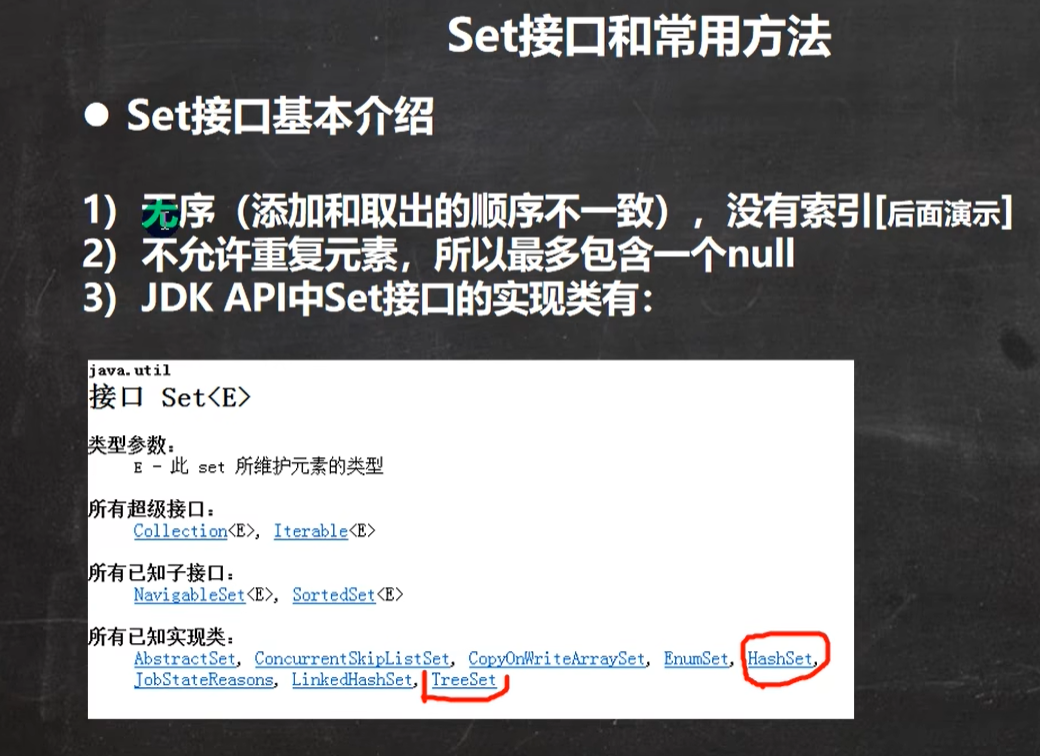 Set接口和常用方法
● Set接口基本介绍
1) 无序（添加和取出的顺序不一致），没有索引[后面演示]
2) 不允许重复元素，所以最多包含一个null
3) JDK API中Set接口的实现类有：
java.util
接口 Set<E>
类型参数：
E - 此 set 所维护元素的类型
所有超级接口：
Collection<E>, Iterable<E>
所有已知子接口：
NavigableSet<E>, SortedSet<E>
所有已知实现类：
AbstractSet, ConcurrentSkipListSet, CopyOnWriteArraySet, EnumSet, HashSet,
JobStateReasons, LinkedHashSet, TreeSet